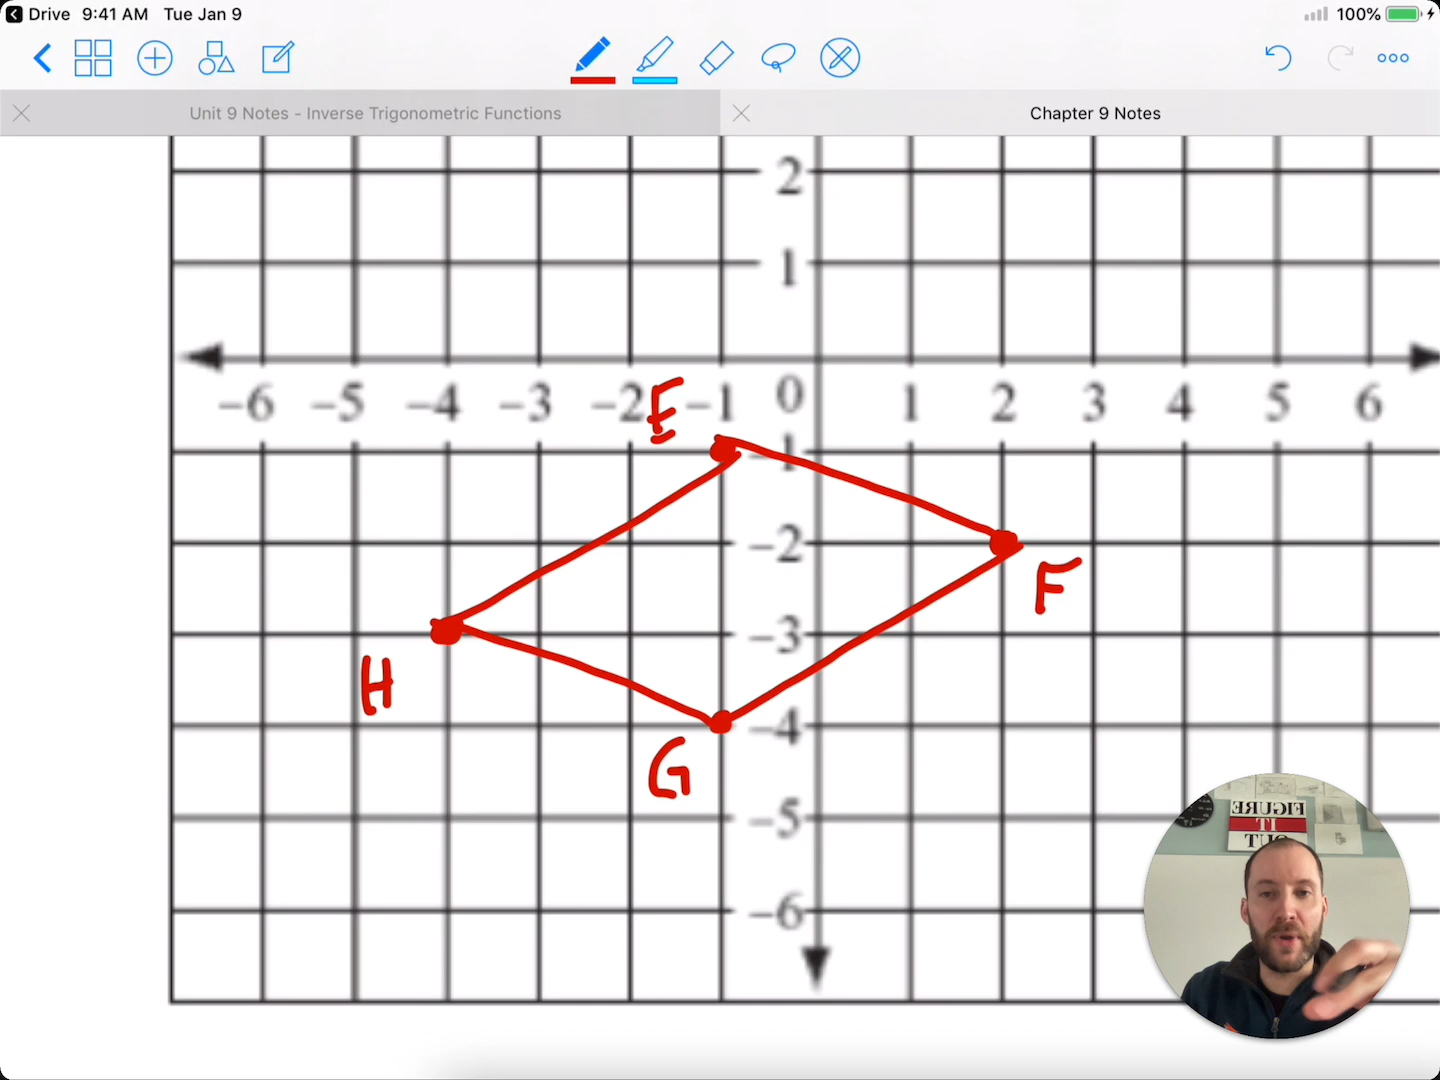 Drive 9:41 AM Tue Jan 9 100%
Unit 9 Notes - Inverse Trigonometric Functions
Chapter 9 Notes
2
1
-6 -5 -4 -3 -2 -1 0 1 2 3 4 5 6
E
-1
-2
F
-3
H
-4
G
-5
-6
FIGURE
IT
OUT